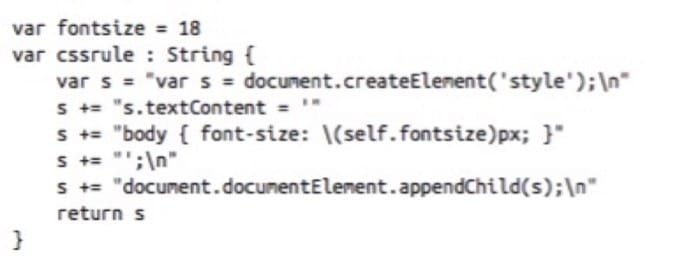 var fontsize = 18
var cssrule : String {
    var s = "var s = document.createElement('style');\n"
    s += "s.textContent = '"
    s += "body { font-size: \(self.fontsize)px; }"
    s += "';\n"
    s += "document.documentElement.appendChild(s);\n"
    return s
}